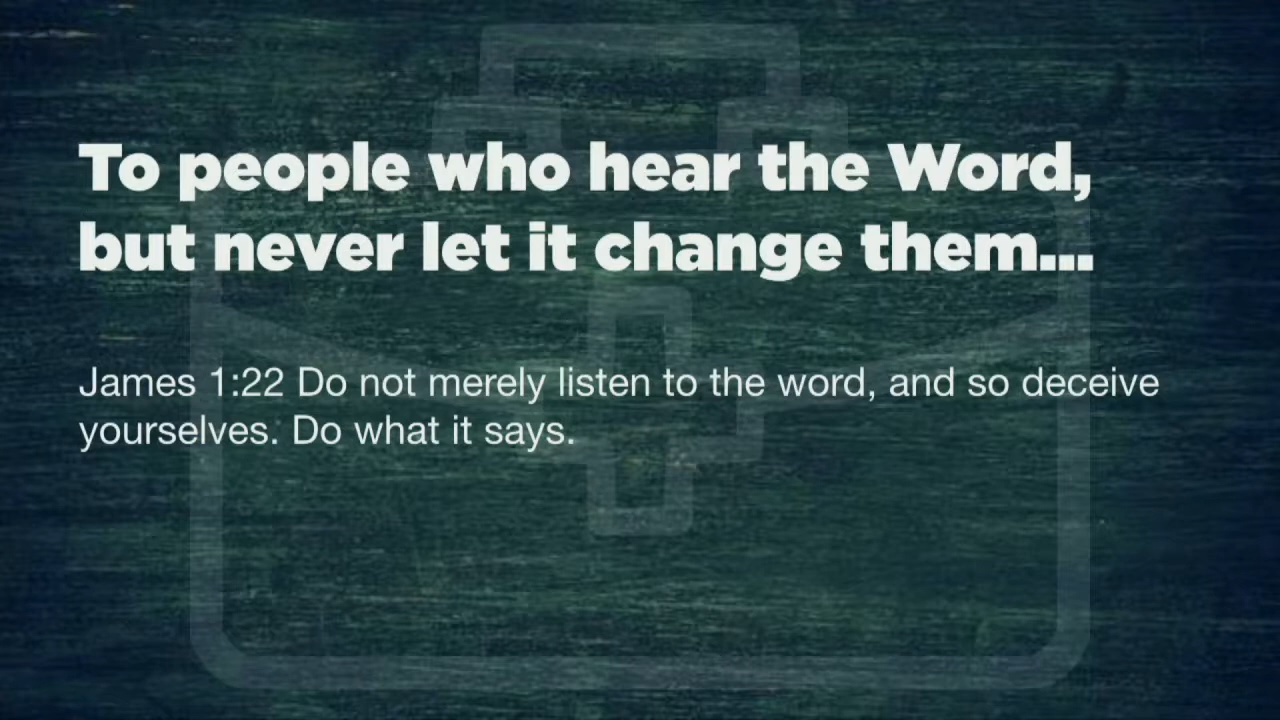 To people who hear the Word,
but never let it change them...
James 1:22 Do not merely listen to the word, and so deceive
yourselves. Do what it says.